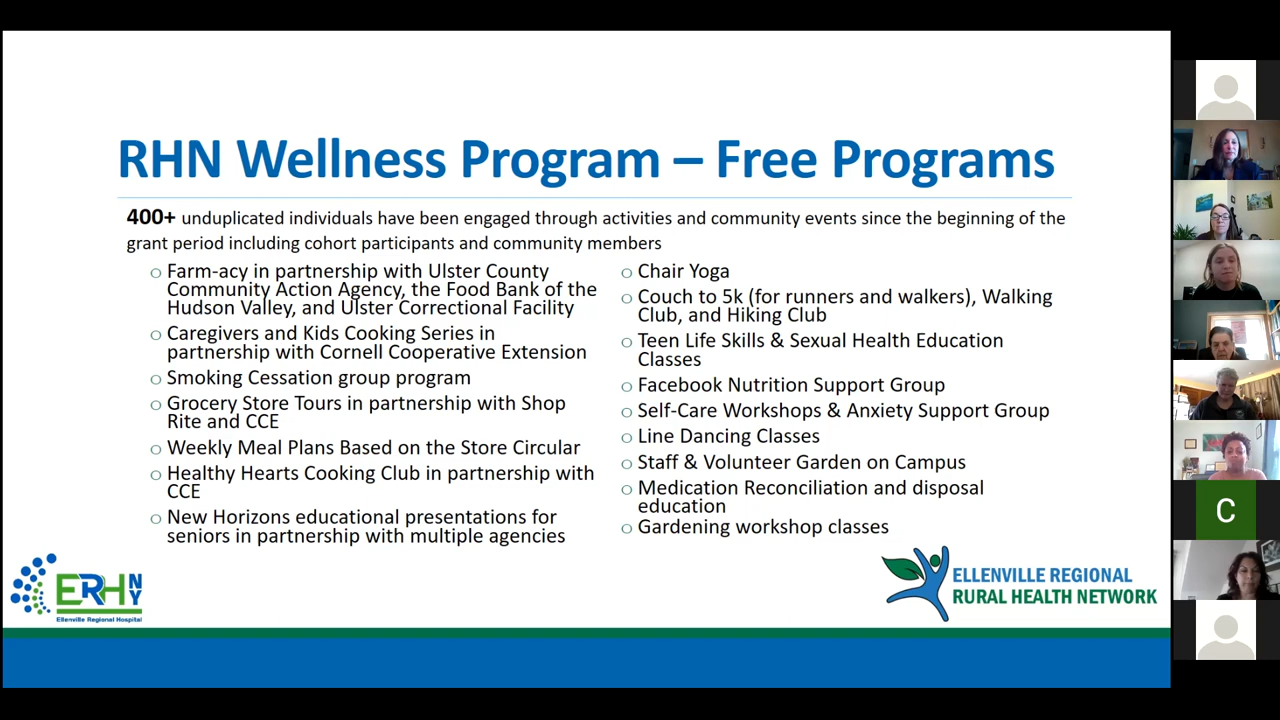 RHN Wellness Program – Free Programs
400+ unduplicated individuals have been engaged through activities and community events since the beginning of the
grant period including cohort participants and community members
Farm-acy in partnership with Ulster County
Community Action Agency, the Food Bank of the
Hudson Valley, and Ulster Correctional Facility
Caregivers and Kids Cooking Series in
partnership with Cornell Cooperative Extension
Smoking Cessation group program
Grocery Store Tours in partnership with Shop
Rite and CCE
Weekly Meal Plans Based on the Store Circular
Healthy Hearts Cooking Club in partnership with
CCE
New Horizons educational presentations for
seniors in partnership with multiple agencies
Chair Yoga
Couch to 5k (for runners and walkers), Walking
Club, and Hiking Club
Teen Life Skills & Sexual Health Education
Classes
Facebook Nutrition Support Group
Self-Care Workshops & Anxiety Support Group
Line Dancing Classes
Staff & Volunteer Garden on Campus
Medication Reconciliation and disposal
education
Gardening workshop classes
ERHNY
Ellenville Regional Hospital
ELLENVILLE REGIONAL
RURAL HEALTH NETWORK
C